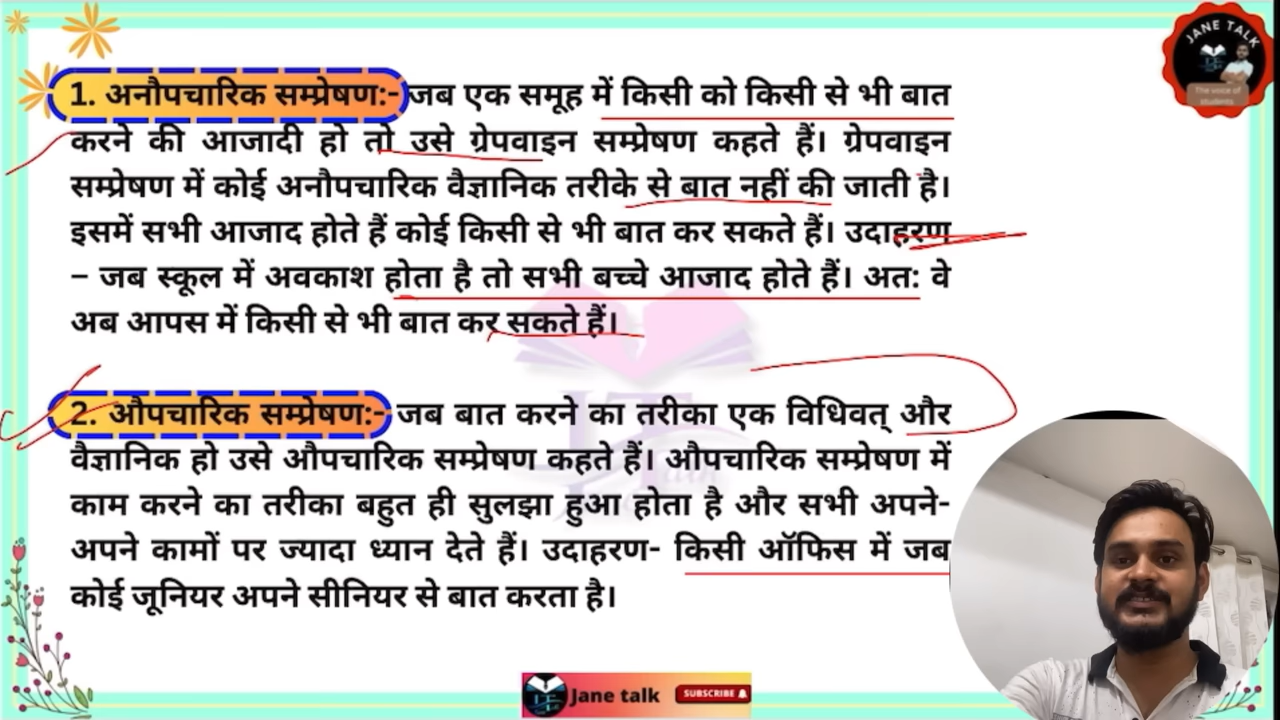 JANE TALK
The voice of
students
1. अनौपचारिक सम्प्रेषण:- जब एक समूह में किसी को किसी से भी बात
करने की आजादी हो तो उसे ग्रेपवाइन सम्प्रेषण कहते हैं। ग्रेपवाइन
सम्प्रेषण में कोई अनौपचारिक वैज्ञानिक तरीके से बात नहीं की जाती है।
इसमें सभी आजाद होते हैं कोई किसी से भी बात कर सकते हैं। उदाहरण
– जब स्कूल में अवकाश होता है तो सभी बच्चे आजाद होते हैं। अत: वे
अब आपस में किसी से भी बात कर सकते हैं।
2. औपचारिक सम्प्रेषण:- जब बात करने का तरीका एक विधिवत् और
वैज्ञानिक हो उसे औपचारिक सम्प्रेषण कहते हैं। औपचारिक सम्प्रेषण में
काम करने का तरीका बहुत ही सुलझा हुआ होता है और सभी अपने-
अपने कामों पर ज्यादा ध्यान देते हैं। उदाहरण- किसी ऑफिस में जब
कोई जूनियर अपने सीनियर से बात करता है।
Jane talk
SUBSCRIBE